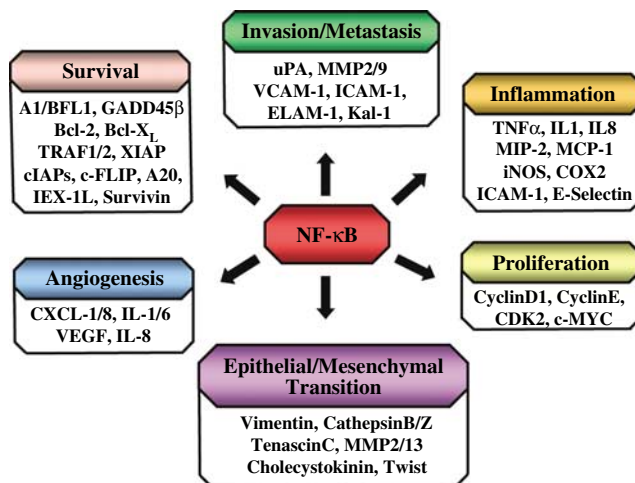 Invasion/Metastasis
uPA, MMP2/9
VCAM-1, ICAM-1,
ELAM-1, Kal-1
Survival
A1/BFL1, GADD45β
Bcl-2, Bcl-X_L
TRAF1/2, XIAP
cIAPs, c-FLIP, A20,
IEX-1L, Survivin
Inflammation
TNFα, IL1, IL8
MIP-2, MCP-1
iNOS, COX2
ICAM-1, E-Selectin
NF-κB
Angiogenesis
CXCL-1/8, IL-1/6
VEGF, IL-8
Proliferation
CyclinD1, CyclinE,
CDK2, c-MYC
Epithelial/Mesenchymal
Transition
Vimentin, CathepsinB/Z
TenascinC, MMP2/13
Cholecystokinin, Twist